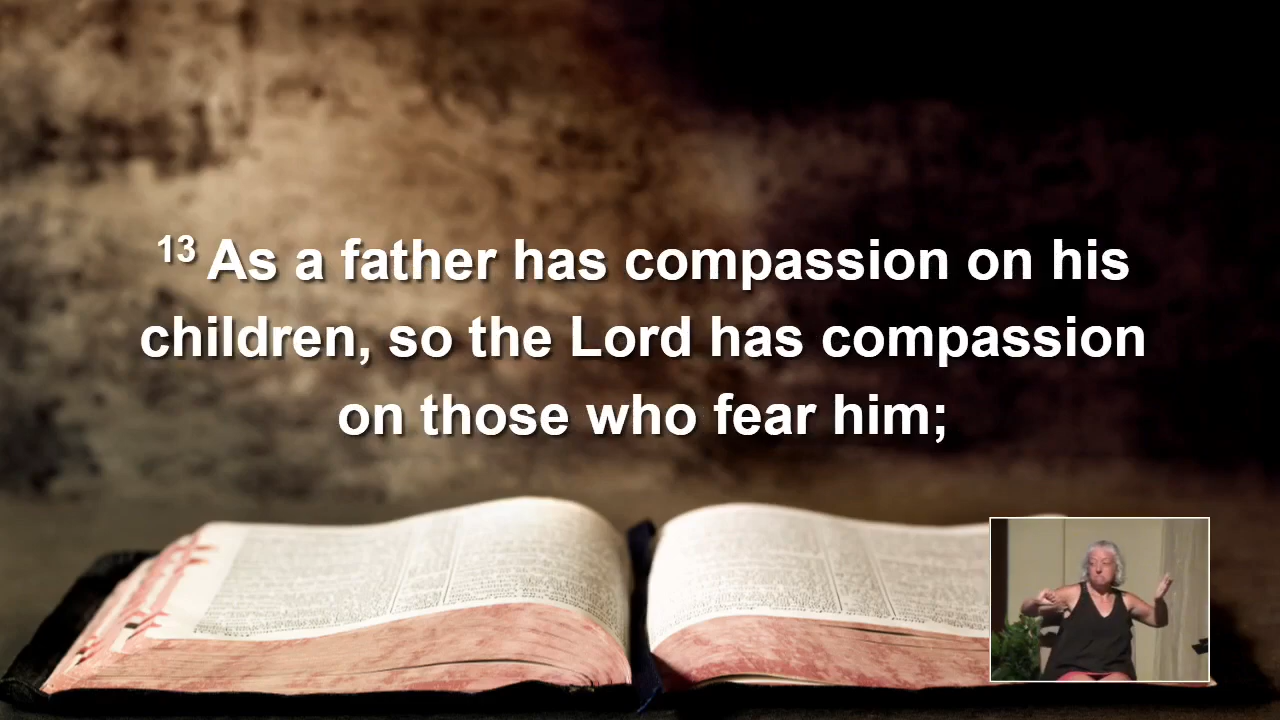 13 As a father has compassion on his
children, so the Lord has compassion
on those who fear him;